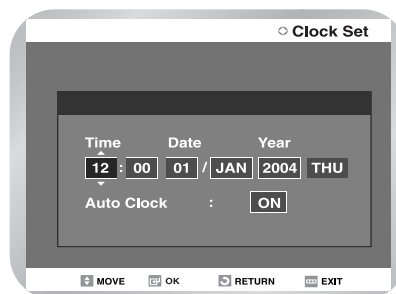 Clock Set
Time Date Year
12 : 00 01 / JAN 2004 THU
Auto Clock : ON
MOVE OK RETURN EXIT